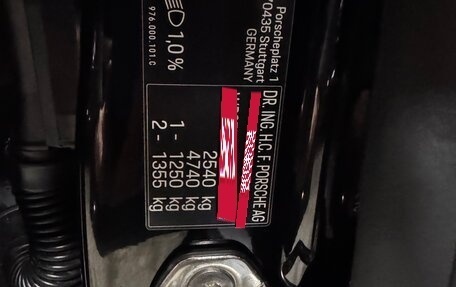 DR. ING. H.C. F. PORSCHE AG
Porscheplatz 1
70435 Stuttgart
GERMANY
2540 kg
4740 kg
1 - 1250 kg
2 - 1355 kg
1,0 %
976.000.101.C